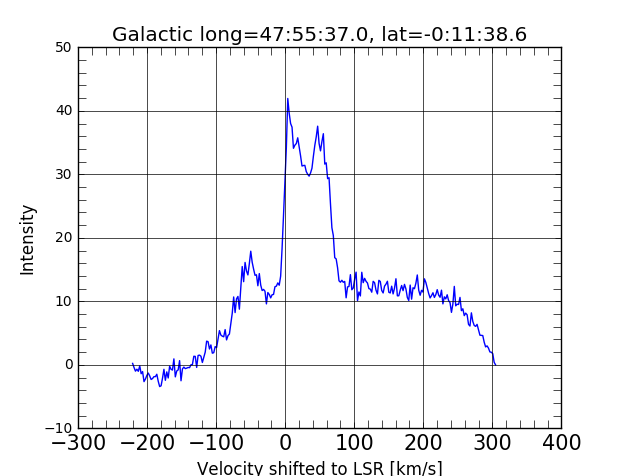 Galactic long=47:55:37.0, lat=-0:11:38.6
50
40
30
20
10
0
−10
Intensity
−300 −200 −100 0 100 200 300 400
Velocity shifted to LSR [km/s]